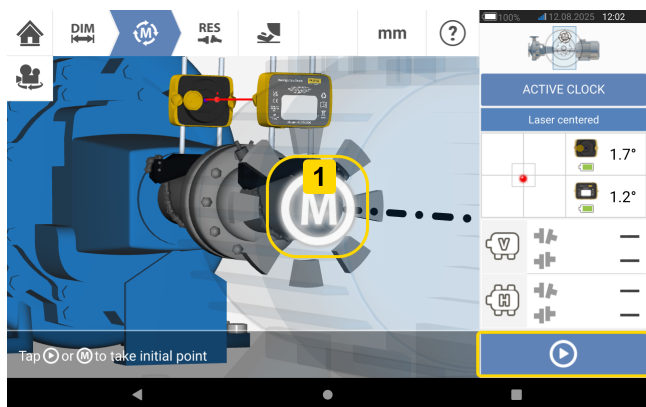 DIM
M
RES
mm
?
100%
12.08.2025 12:02
ACTIVE CLOCK
Laser centered
1.7°
1.2°
1
M
V
H
Tap or M to take initial point